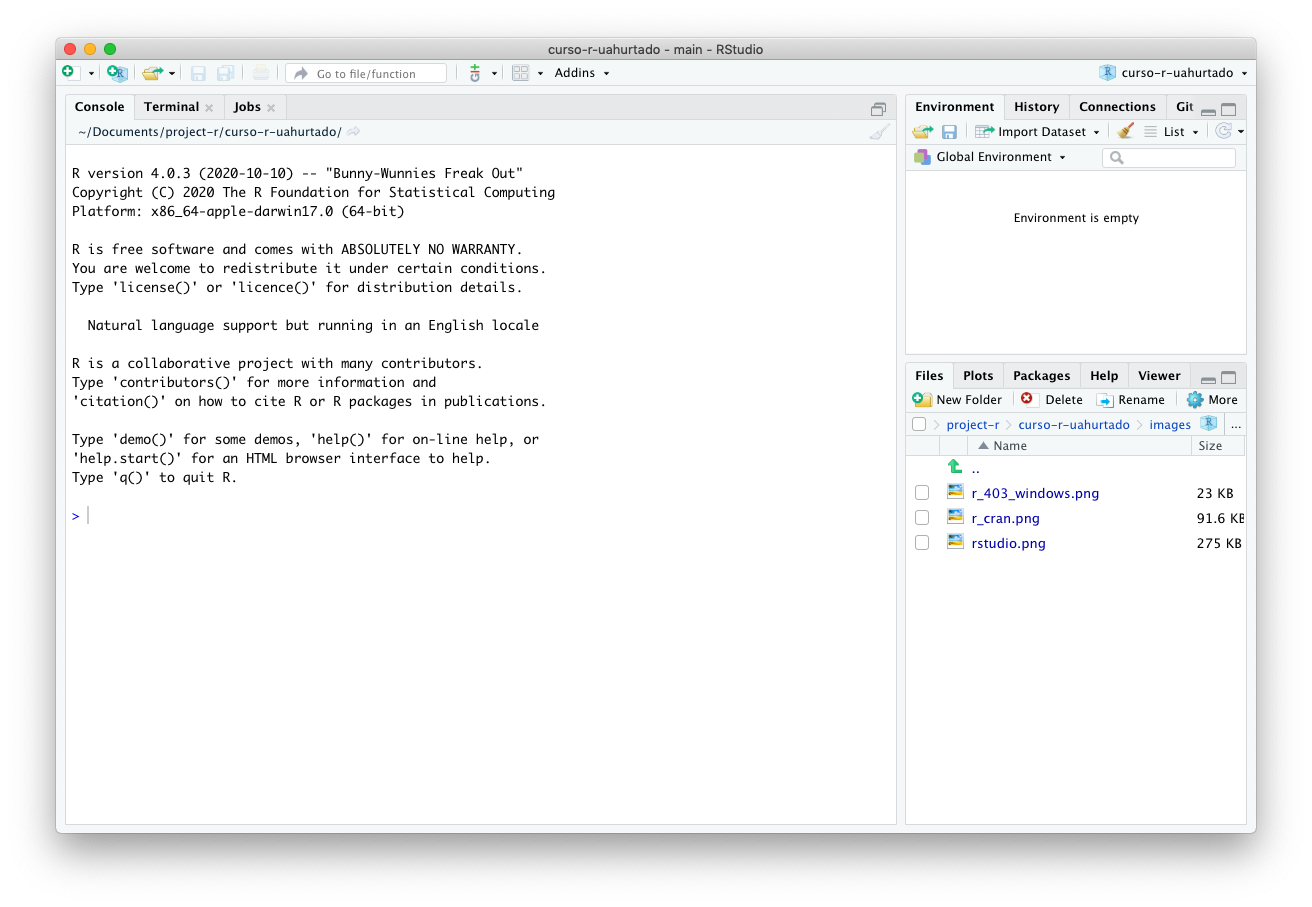 curso-r-uahurtado - main - RStudio
Go to file/function
Addins
curso-r-uahurtado
Console Terminal Jobs
~/Documents/project-r/curso-r-uahurtado/
R version 4.0.3 (2020-10-10) -- "Bunny-Wunnies Freak Out"
Copyright (C) 2020 The R Foundation for Statistical Computing
Platform: x86_64-apple-darwin17.0 (64-bit)
R is free software and comes with ABSOLUTELY NO WARRANTY.
You are welcome to redistribute it under certain conditions.
Type 'license()' or 'licence()' for distribution details.
Natural language support but running in an English locale
R is a collaborative project with many contributors.
Type 'contributors()' for more information and
'citation()' on how to cite R or R packages in publications.
Type 'demo()' for some demos, 'help()' for on-line help, or
'help.start()' for an HTML browser interface to help.
Type 'q()' to quit R.
>
Environment History Connections Git
Import Dataset List
Global Environment
Environment is empty
Files Plots Packages Help Viewer
New Folder Delete Rename More
project-r curso-r-uahurtado images R ...
Name Size
..
r_403_windows.png 23 KB
r_cran.png 91.6 KB
rstudio.png 275 KB